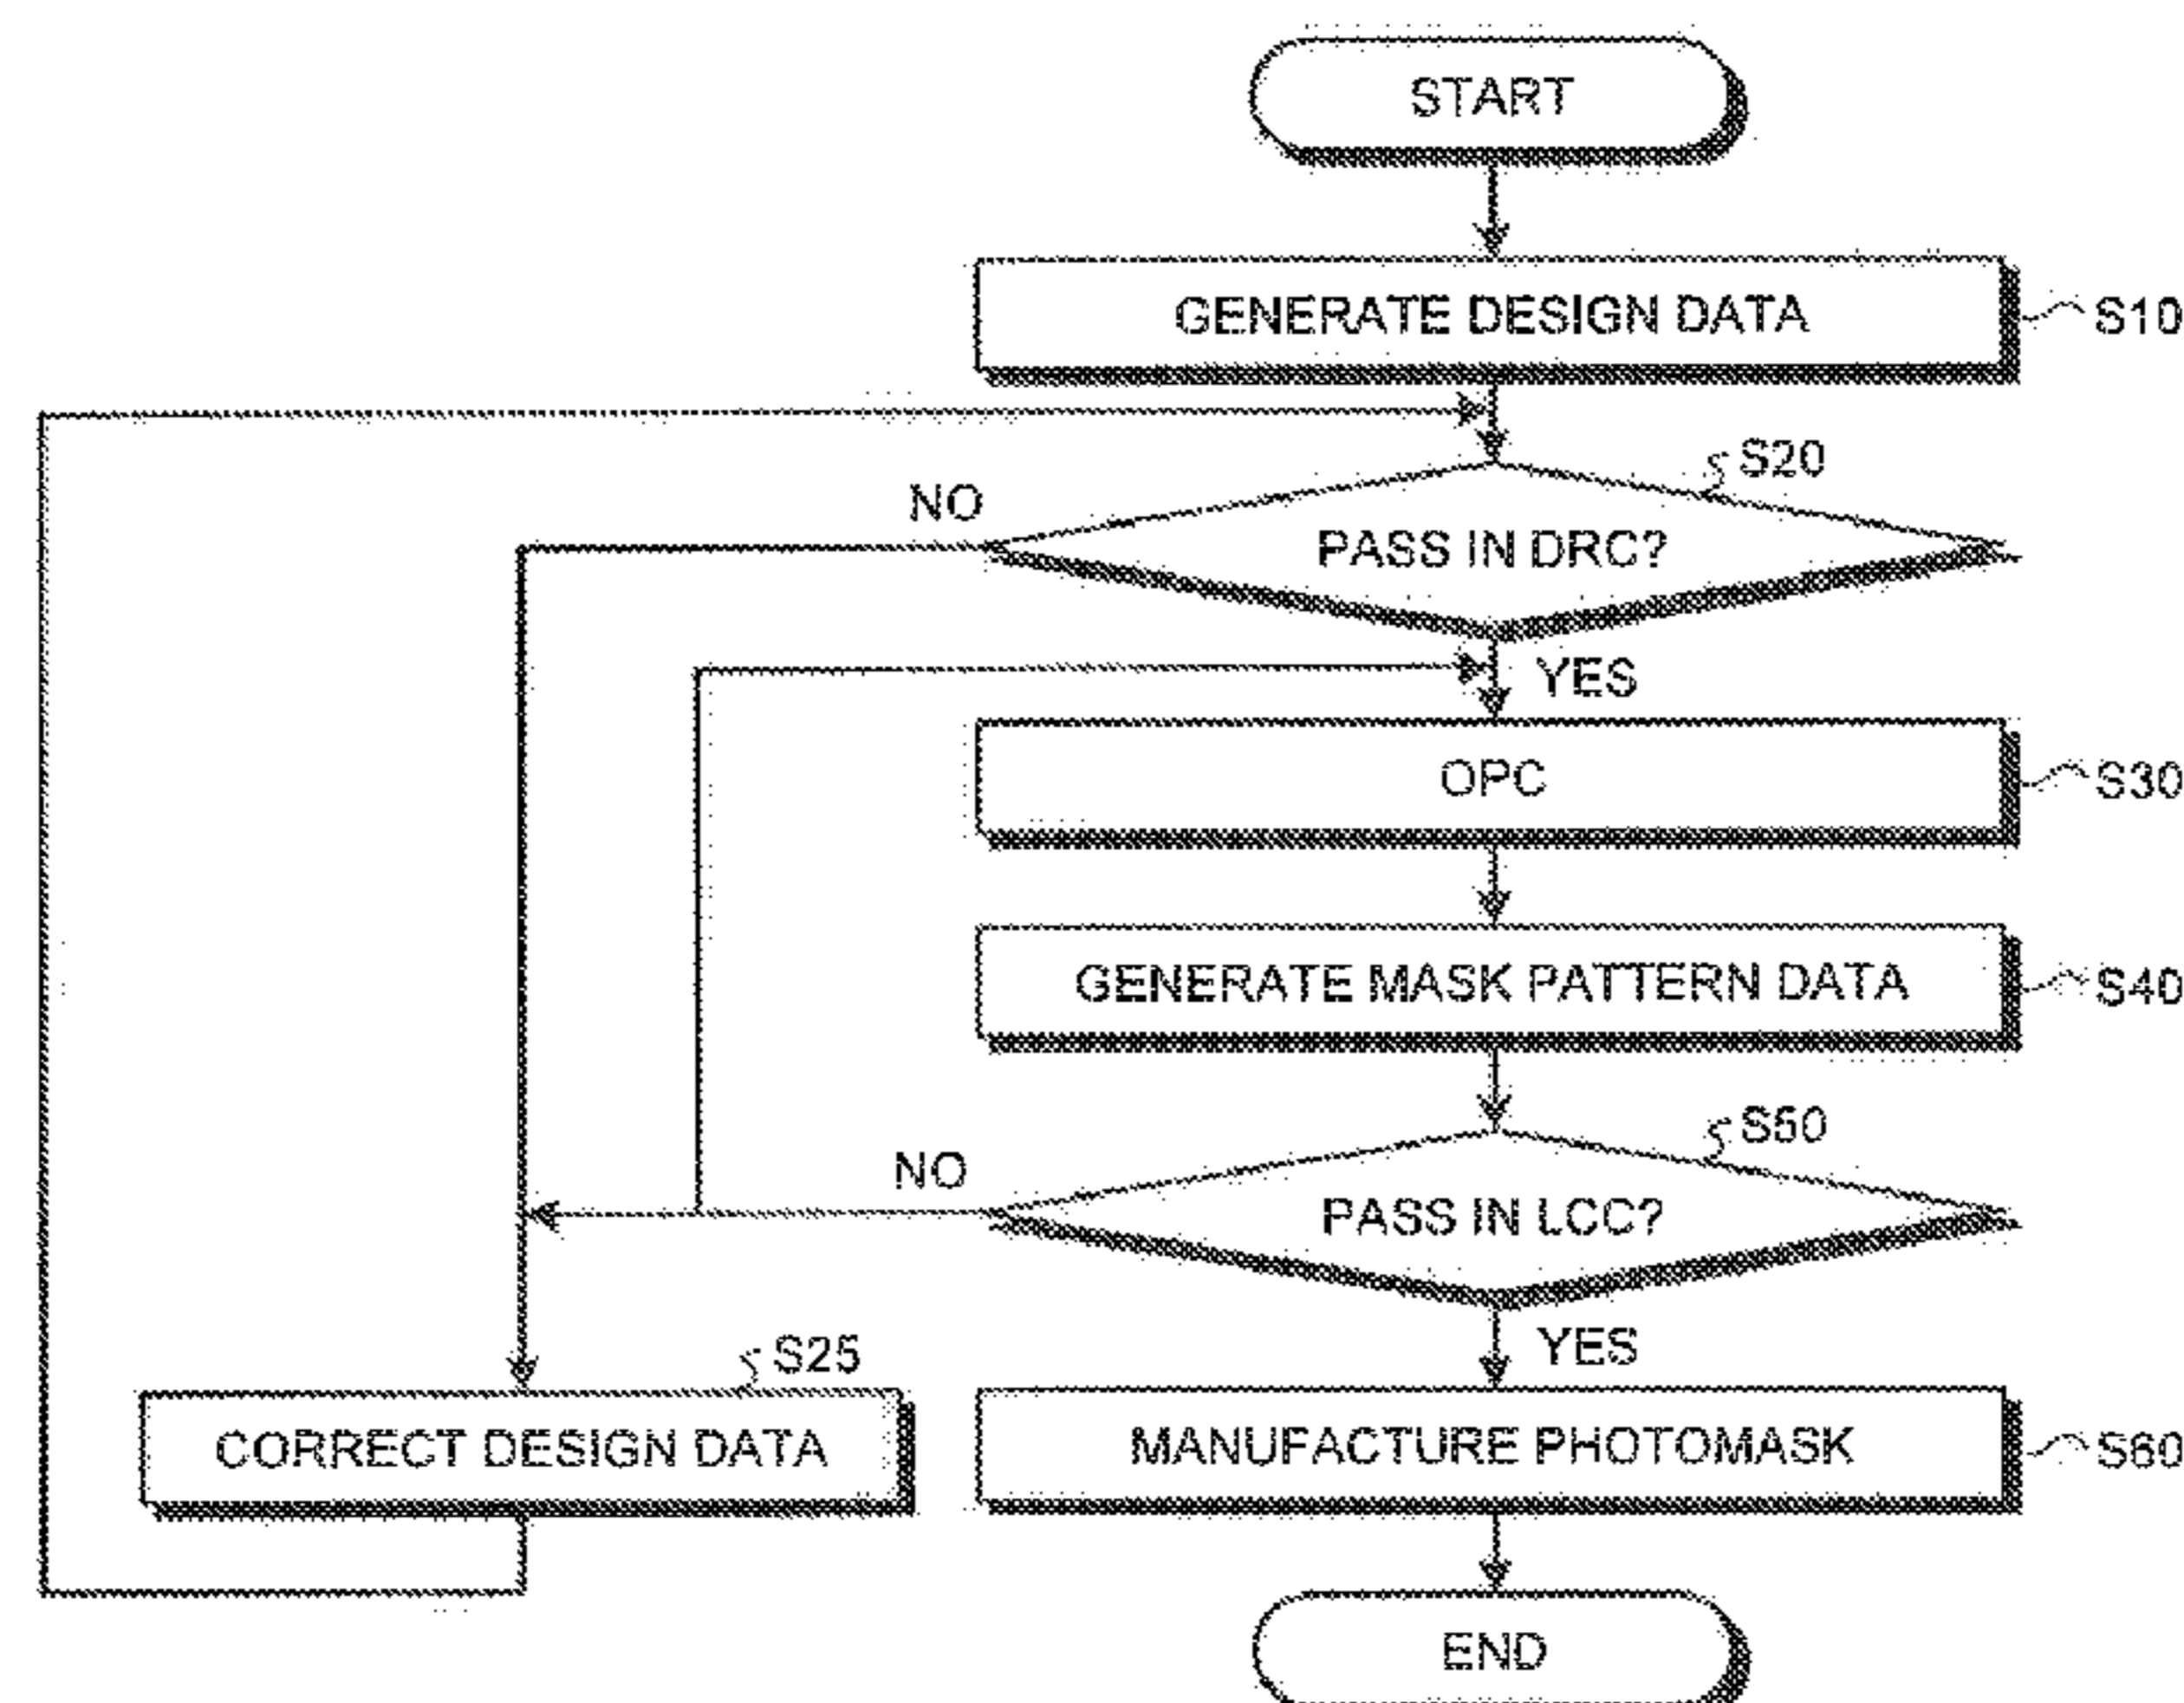 START
GENERATE DESIGN DATA
S10
S20
NO
PASS IN DRC?
YES
OPC
S30
GENERATE MASK PATTERN DATA
S40
S50
NO
PASS IN LCC?
YES
S25
CORRECT DESIGN DATA
MANUFACTURE PHOTOMASK
S60
END